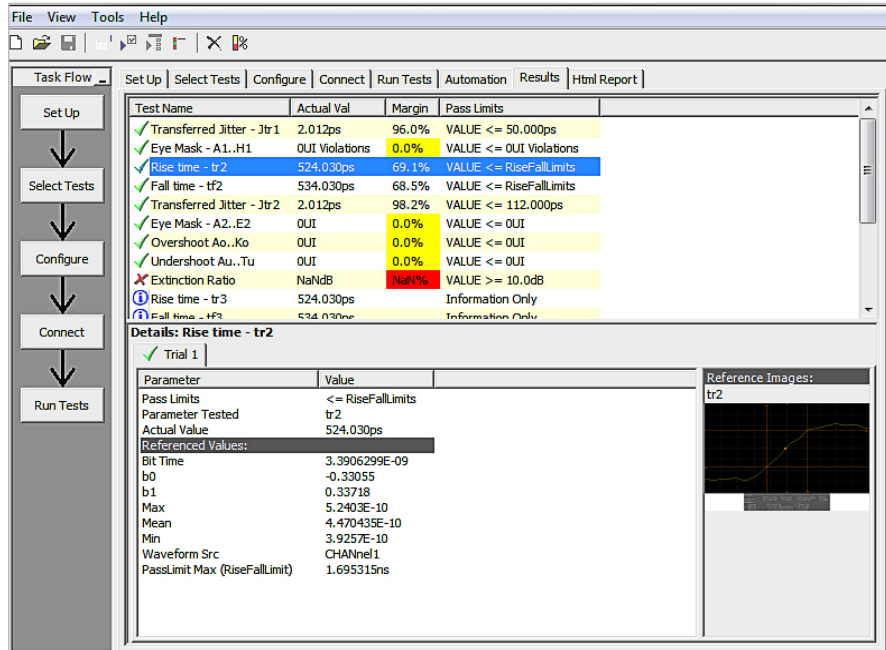 File View Tools Help
Task Flow
Set Up
Select Tests
Configure
Connect
Run Tests
Set Up Select Tests Configure Connect Run Tests Automation Results Html Report
Test Name Actual Val Margin Pass Limits
Transferred Jitter - Jtr1 2.012ps 96.0% VALUE <= 50.000ps
Eye Mask - A1..H1 0UI Violations 0.0% VALUE <= 0UI Violations
Rise time - tr2 524.030ps 69.1% VALUE <= RiseFallLimits
Fall time - tf2 534.030ps 68.5% VALUE <= RiseFallLimits
Transferred Jitter - Jtr2 2.012ps 98.2% VALUE <= 112.000ps
Eye Mask - A2..E2 0UI 0.0% VALUE <= 0UI
Overshoot Ao..Ko 0UI 0.0% VALUE <= 0UI
Undershoot Au..Tu 0UI 0.0% VALUE <= 0UI
Extinction Ratio NaNdB NaN% VALUE >= 10.0dB
Rise time - tr3 524.030ps Information Only
Fall time - tf3 534.030ps Information Only
Details: Rise time - tr2
Trial 1
Parameter Value
Pass Limits <= RiseFallLimits
Parameter Tested tr2
Actual Value 524.030ps
Referenced Values:
Bit Time 3.3906299E-09
b0 -0.33055
b1 0.33718
Max 5.2403E-10
Mean 4.470435E-10
Min 3.9257E-10
Waveform Src CHANnel1
PassLimit Max (RiseFallLimit) 1.695315ns
Reference Images:
tr2